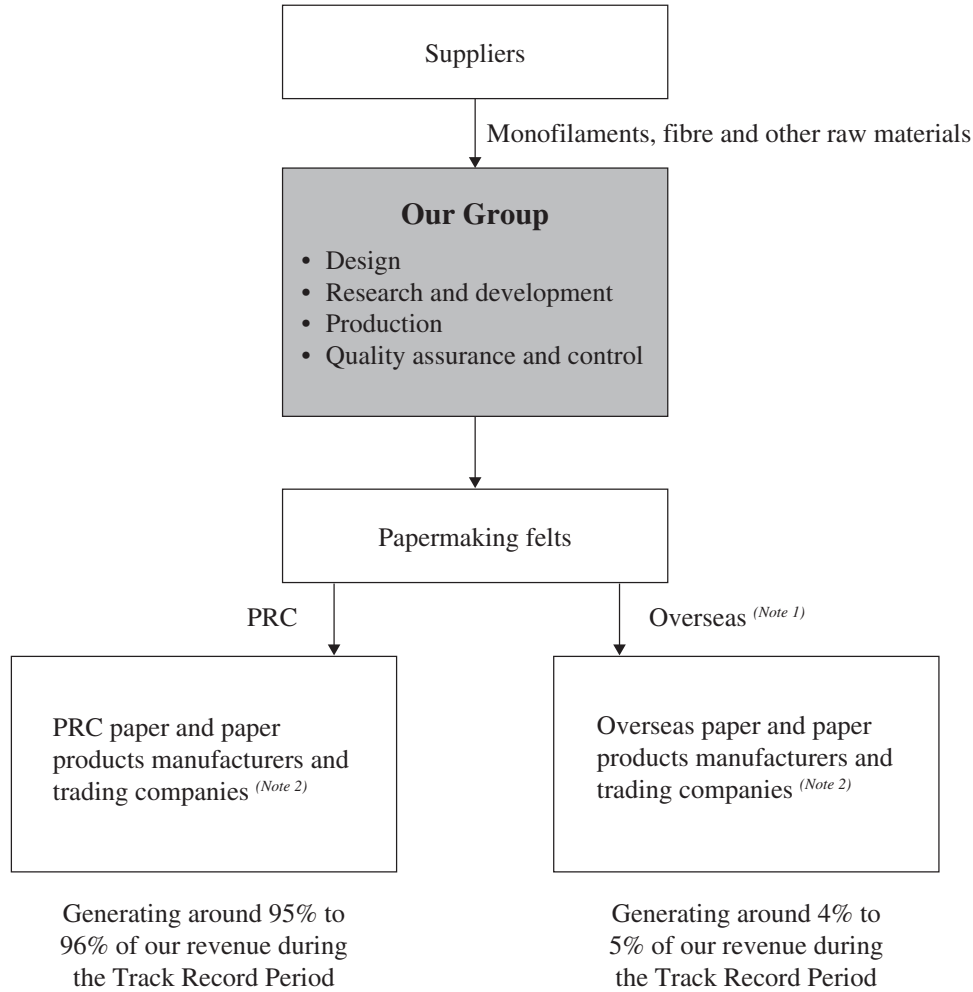 Suppliers
Monofilaments, fibre and other raw materials
Our Group
• Design
• Research and development
• Production
• Quality assurance and control
Papermaking felts
PRC
Overseas (Note 1)
PRC paper and paper
products manufacturers and
trading companies (Note 2)
Overseas paper and paper
products manufacturers and
trading companies (Note 2)
Generating around 95% to
96% of our revenue during
the Track Record Period
Generating around 4% to
5% of our revenue during
the Track Record Period